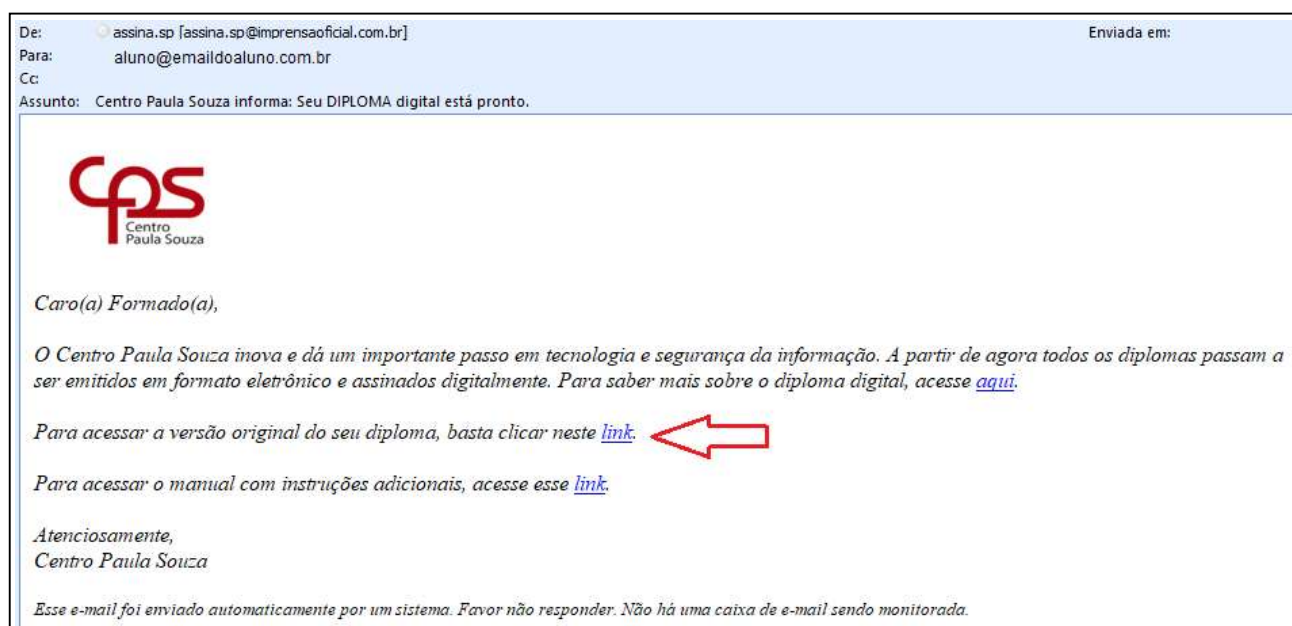 De: assina.sp [assina.sp@imprensaoficial.com.br] Enviada em:
Para: aluno@emaildoaluno.com.br
Cc:
Assunto: Centro Paula Souza informa: Seu DIPLOMA digital está pronto.
cps
Centro
Paula Souza
Caro(a) Formado(a),
O Centro Paula Souza inova e dá um importante passo em tecnologia e segurança da informação. A partir de agora todos os diplomas passam a
ser emitidos em formato eletrônico e assinados digitalmente. Para saber mais sobre o diploma digital, acesse aqui.
Para acessar a versão original do seu diploma, basta clicar neste link.
Para acessar o manual com instruções adicionais, acesse esse link.
Atenciosamente,
Centro Paula Souza
Esse e-mail foi enviado automaticamente por um sistema. Favor não responder. Não há uma caixa de e-mail sendo monitorada.